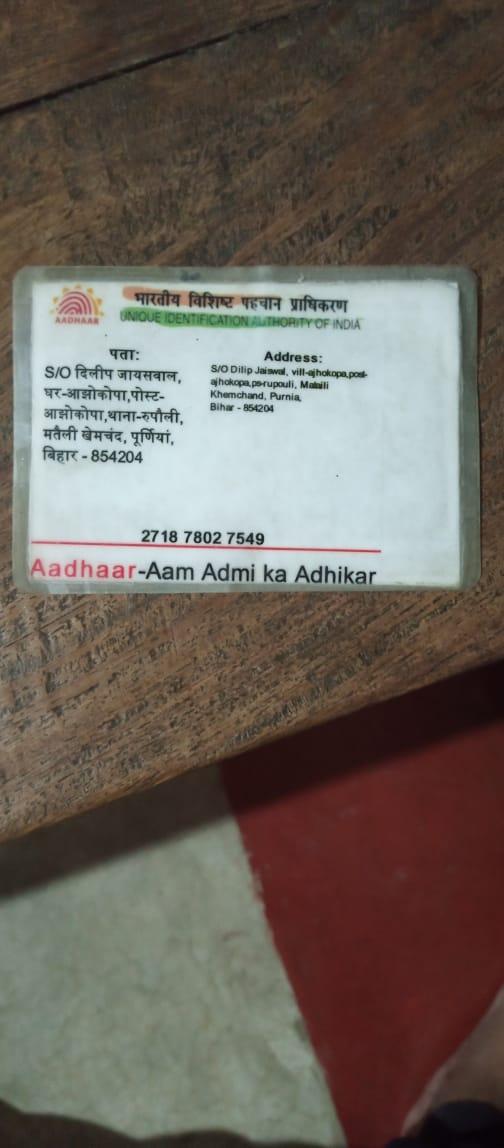 भारतीय विशिष्ट पहचान प्राधिकरण
AADHAAR
UNIQUE IDENTIFICATION AUTHORITY OF INDIA
पता:
S/O दिलीप जायसवाल,
घर-आझोकोपा,पोस्ट-
आझोकोपा,थाना-रुपौली,
मतैली खेमचंद, पूर्णियां,
बिहार - 854204
Address:
S/O Dilip Jaiswal, vill-ajhokopa,post-
ajhokopa,ps-rupouli, Mataili
Khemchand, Purnia,
Bihar - 854204
2718 7802 7549
Aadhaar-Aam Admi ka Adhikar